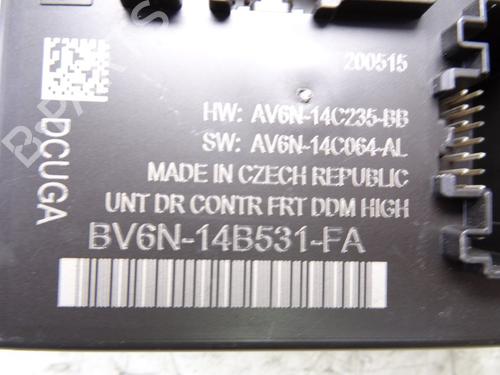 200515
HW: AV6N-14C235-BB
SW: AV6N-14C064-AL
MADE IN CZECH REPUBLIC
UNT DR CONTR FRT DDM HIGH
BV6N-14B531-FA
DCUGA